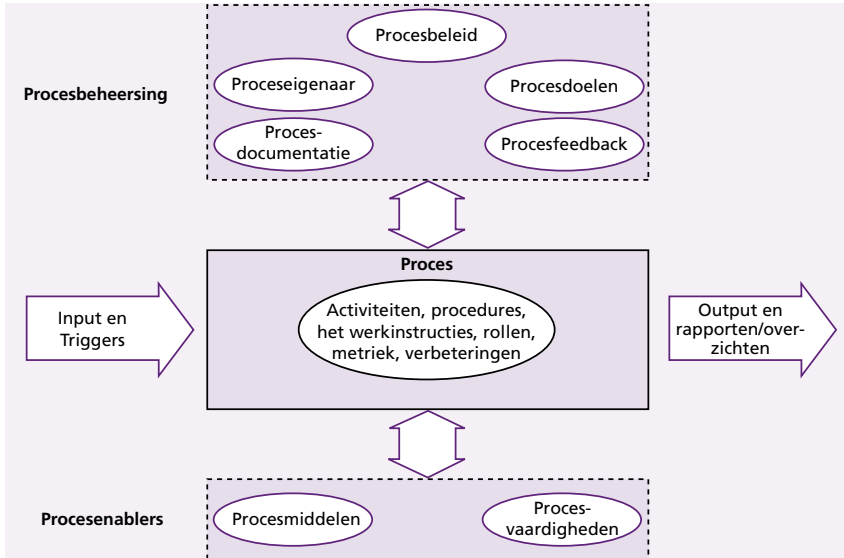 Procesbeleid
Proceseigenaar
Procesdoelen
Procesbeheersing
Proces-
documentatie
Procesfeedback
Proces
Input en
Triggers
Activiteiten, procedures,
het werkinstructies, rollen,
metriek, verbeteringen
Output en
rapporten/over-
zichten
Procesenablers
Procesmiddelen
Proces-
vaardigheden